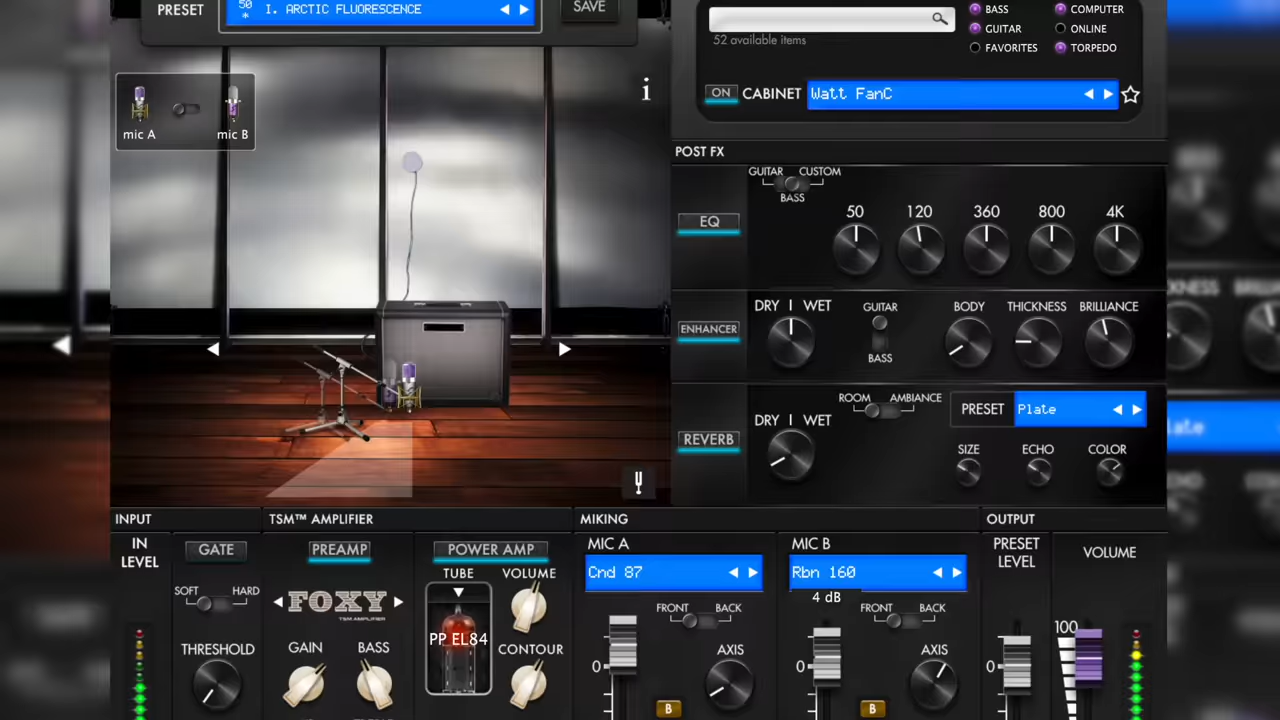 PRESET
50
*
I. ARCTIC FLUORESCENCE
SAVE
BASS
COMPUTER
GUITAR
ONLINE
FAVORITES
TORPEDO
52 available items
ON
CABINET
Watt FanC
mic A
mic B
i
POST FX
GUITAR
CUSTOM
BASS
EQ
50
120
360
800
4K
ENHANCER
DRY | WET
GUITAR
BASS
BODY
THICKNESS
BRILLIANCE
REVERB
DRY | WET
ROOM
AMBIANCE
PRESET
Plate
SIZE
ECHO
COLOR
INPUT
TSM™ AMPLIFIER
MIKING
OUTPUT
IN
LEVEL
GATE
SOFT
HARD
THRESHOLD
PREAMP
FOXY
TSM AMPLIFIER
GAIN
BASS
POWER AMP
TUBE
VOLUME
PP EL84
CONTOUR
MIC A
Cnd 87
FRONT
BACK
0
AXIS
B
MIC B
Rbn 160
4 dB
FRONT
BACK
0
AXIS
B
PRESET
LEVEL
0
VOLUME
100